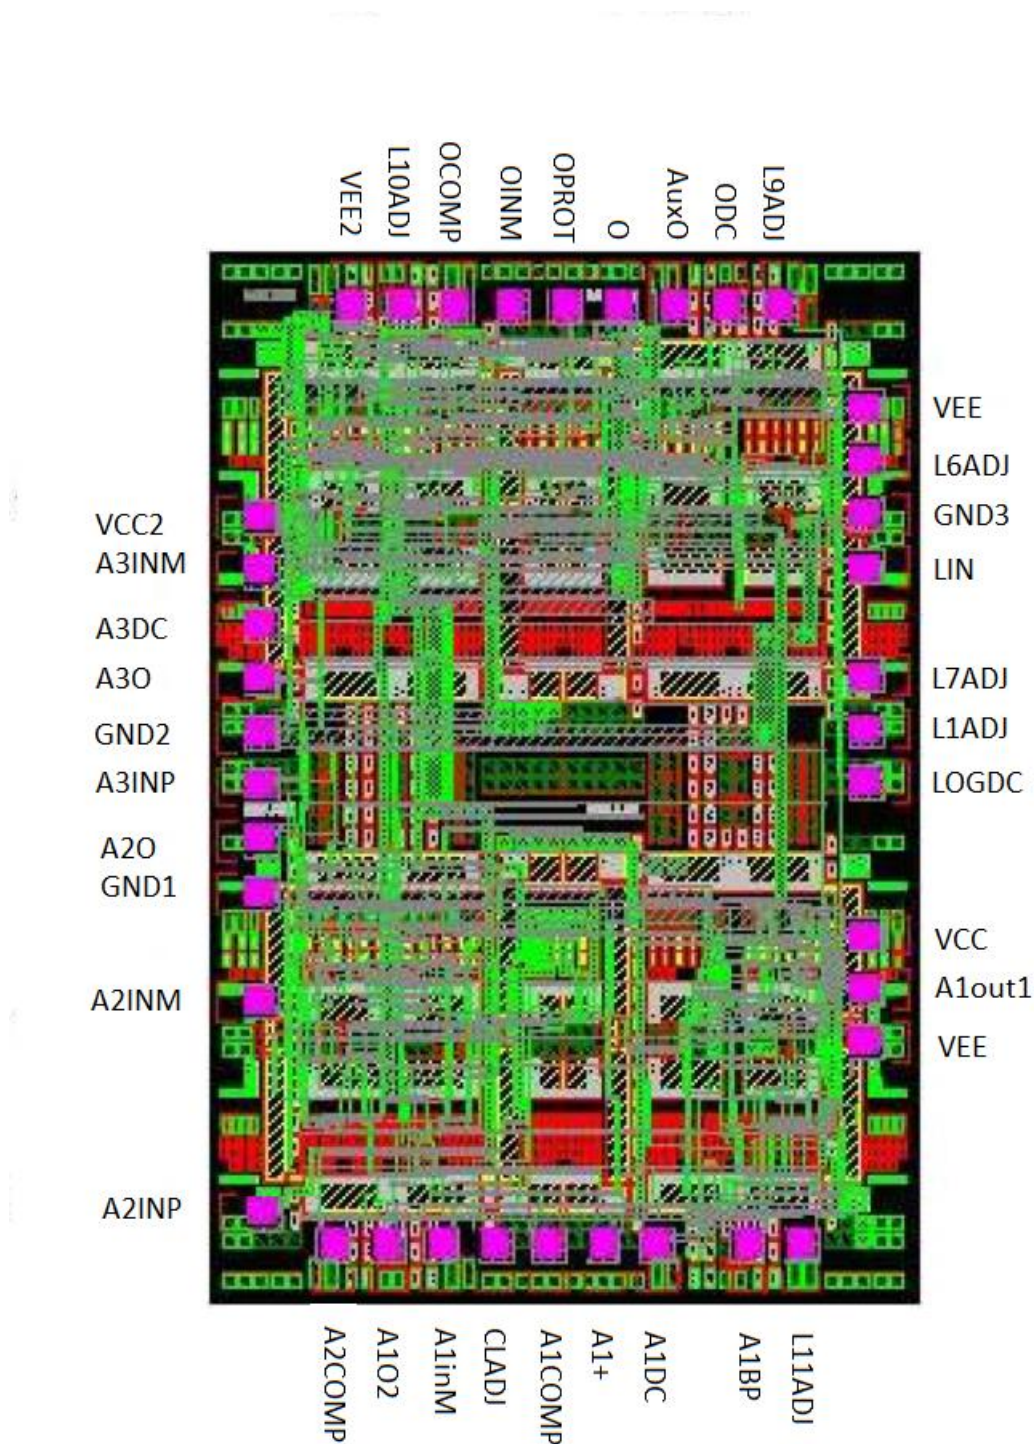 VEE2
L10ADJ
OCOMP
OINM
OPROT
O
AuxO
ODC
L9ADJ
VEE
L6ADJ
GND3
LIN
L7ADJ
L1ADJ
LOGDC
VCC
A1out1
VEE
VCC2
A3INM
A3DC
A3O
GND2
A3INP
A2O
GND1
A2INM
A2INP
A2COMP
A1O2
A1inM
CLADJ
A1COMP
A1+
A1DC
A1BP
L11ADJ